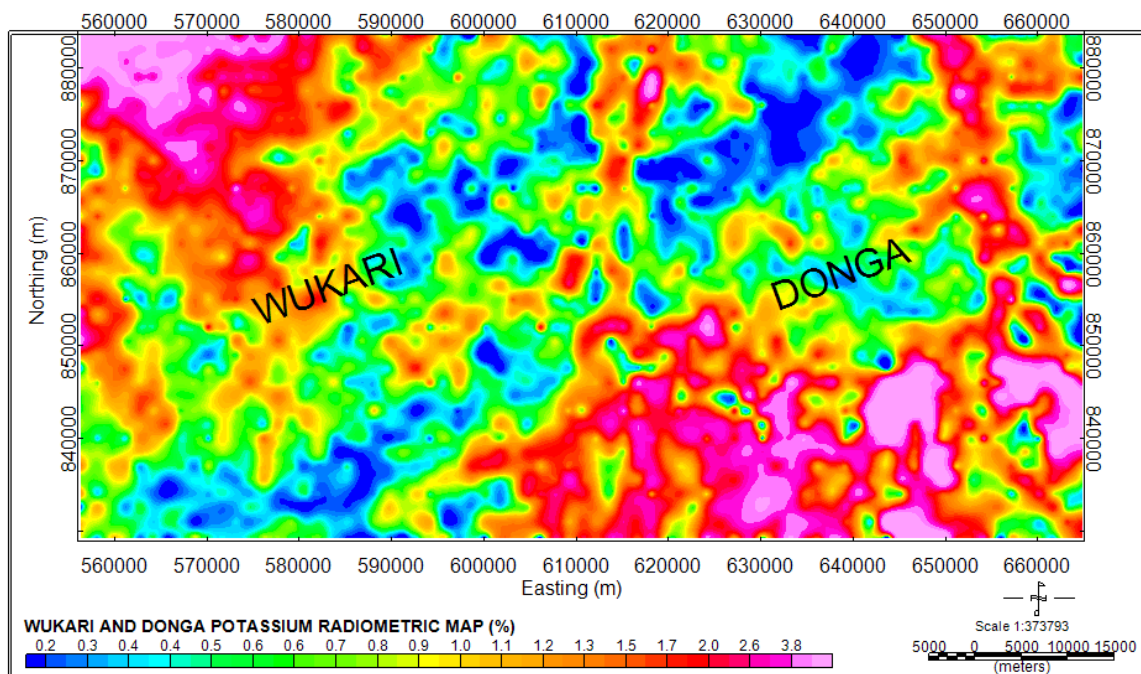 560000 570000 580000 590000 600000 610000 620000 630000 640000 650000 660000
880000 880000
870000 870000
860000 860000
850000 850000
840000 840000
Northing (m)
WUKARI
DONGA
560000 570000 580000 590000 600000 610000 620000 630000 640000 650000 660000
Easting (m)
WUKARI AND DONGA POTASSIUM RADIOMETRIC MAP (%)
0.2 0.3 0.4 0.4 0.5 0.6 0.8 0.9 1.0 1.1 1.2 1.3 1.5 1.7 2.0 2.6 3.8
Scale 1:373793
5000 0 5000 10000 15000
(meters)